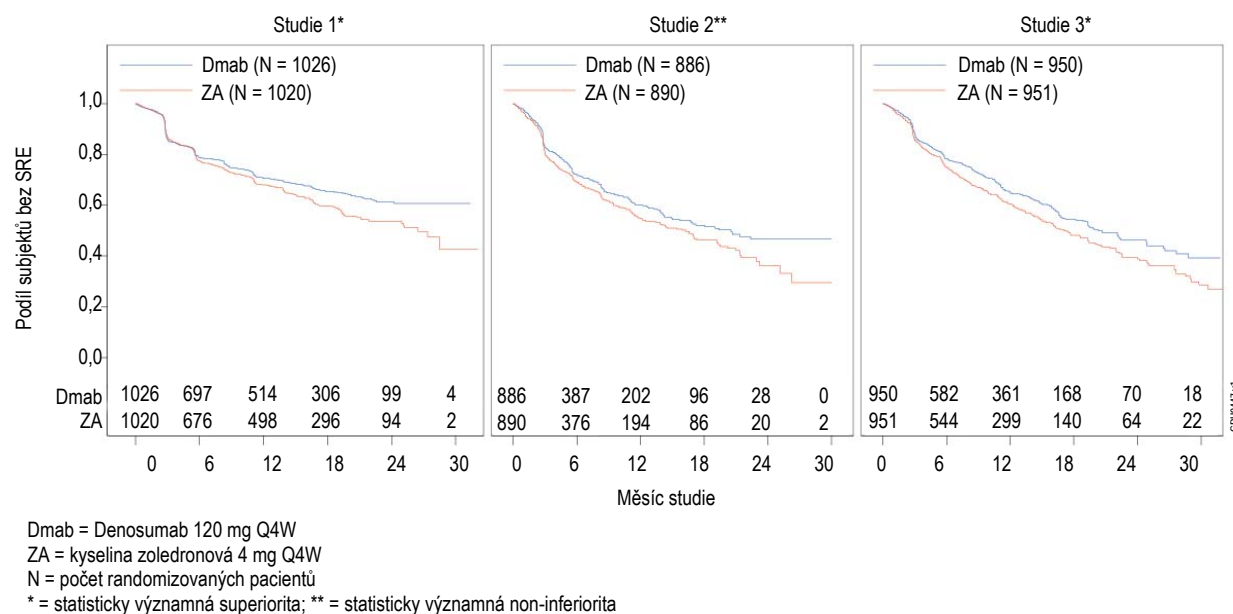 Studie 1* Studie 2** Studie 3*
Dmab (N = 1026) Dmab (N = 886) Dmab (N = 950)
ZA (N = 1020) ZA (N = 890) ZA (N = 951)
Podíl subjektů bez SRE
1,0
0,8
0,6
0,4
0,2
0,0
Dmab 1026 697 514 306 99 4 886 387 202 96 28 0 950 582 361 168 70 18
ZA 1020 676 498 296 94 2 890 376 194 86 20 2 951 544 299 140 64 22
0 6 12 18 24 30 0 6 12 18 24 30 0 6 12 18 24 30
Měsíc studie
Dmab = Denosumab 120 mg Q4W
ZA = kyselina zoledronová 4 mg Q4W
N = počet randomizovaných pacientů
* = statisticky významná superiorita; ** = statisticky významná non-inferiorita